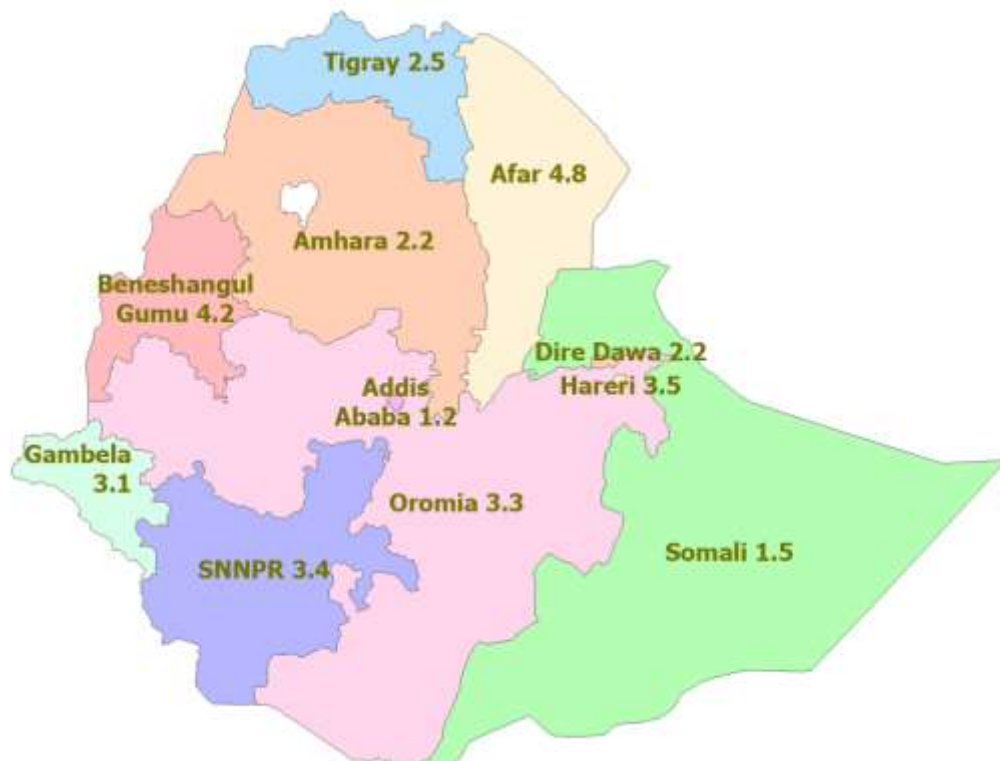 Tigray 2.5
Afar 4.8
Amhara 2.2
Beneshangul
Gumu 4.2
Dire Dawa 2.2
Hareri 3.5
Addis
Ababa 1.2
Gambela
3.1
Oromia 3.3
Somali 1.5
SNNPR 3.4